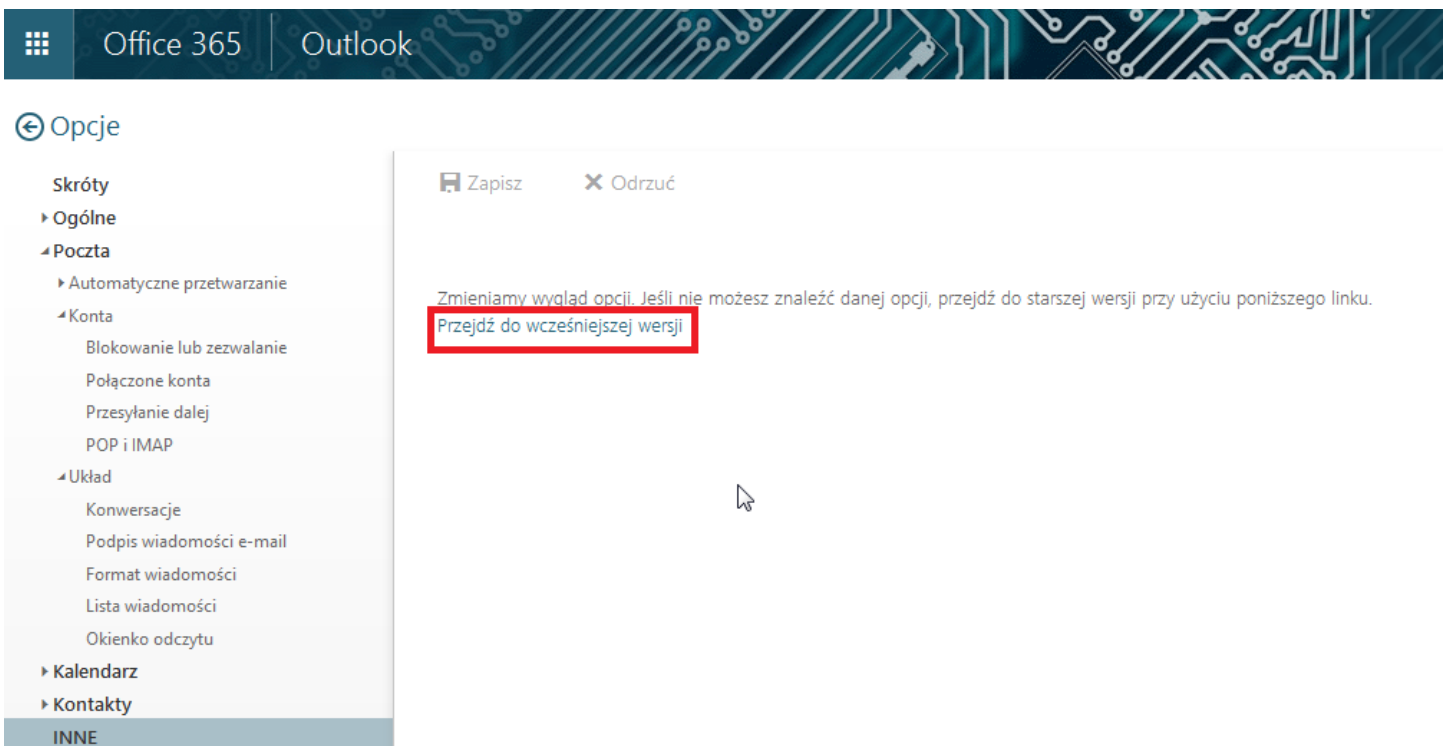 Office 365 Outlook
Opcje
Skróty
Ogólne
Poczta
Automatyczne przetwarzanie
Konta
Blokowanie lub zezwalanie
Połączone konta
Przesyłanie dalej
POP i IMAP
Układ
Konwersacje
Podpis wiadomości e-mail
Format wiadomości
Lista wiadomości
Okienko odczytu
Kalendarz
Kontakty
INNE
Zapisz Odrzuć
Zmieniamy wygląd opcji. Jeśli nie możesz znaleźć danej opcji, przejdź do starszej wersji przy użyciu poniższego linku.
Przejdź do wcześniejszej wersji